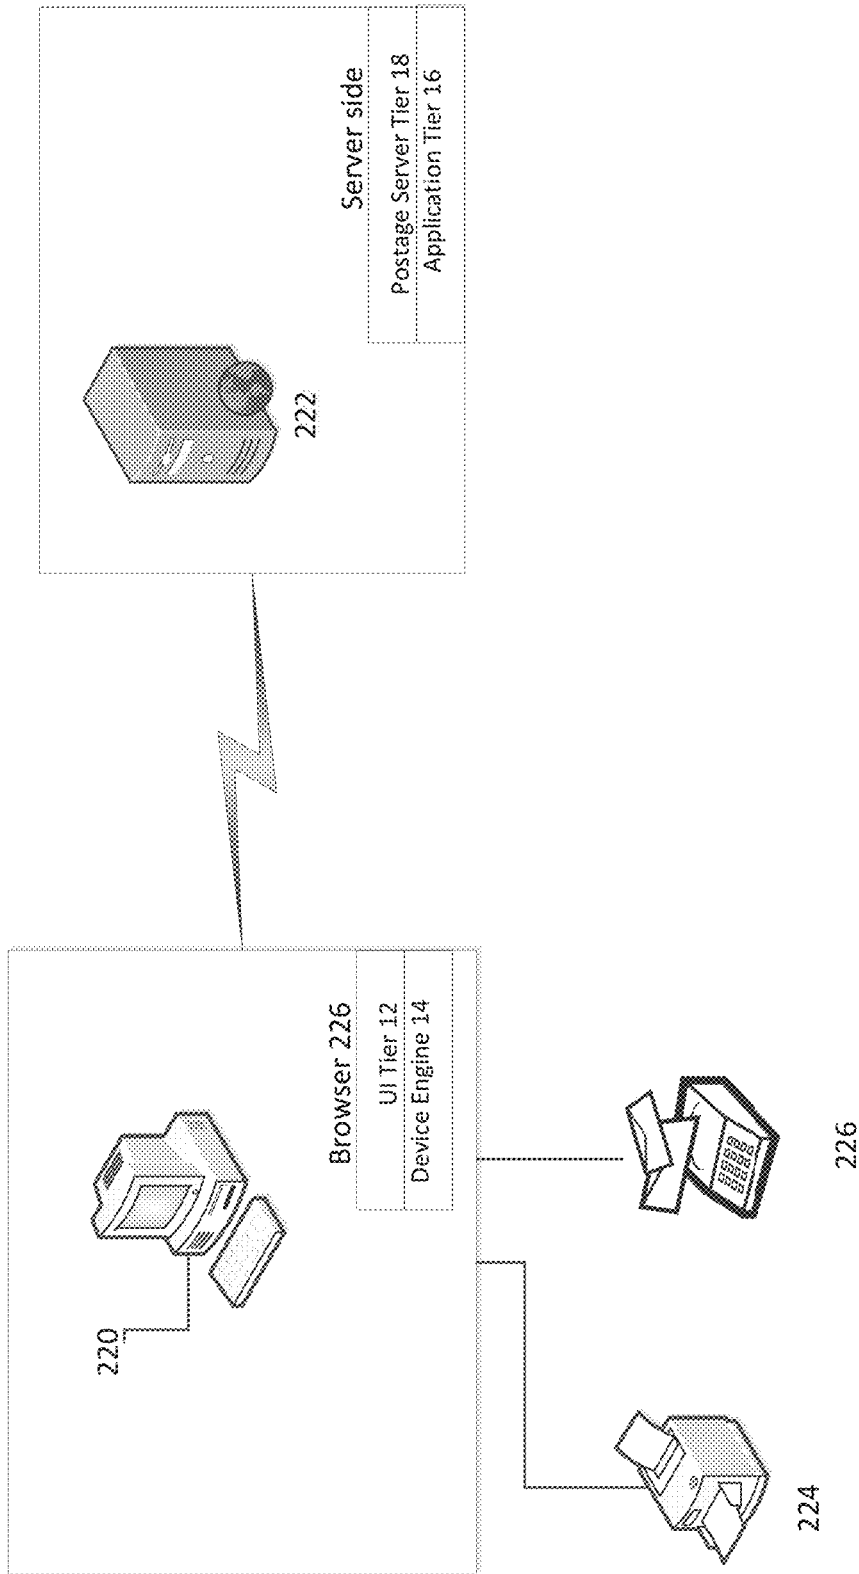 220
Browser 226
UI Tier 12
Device Engine 14
224
226
222
Server side
Postage Server Tier 18
Application Tier 16